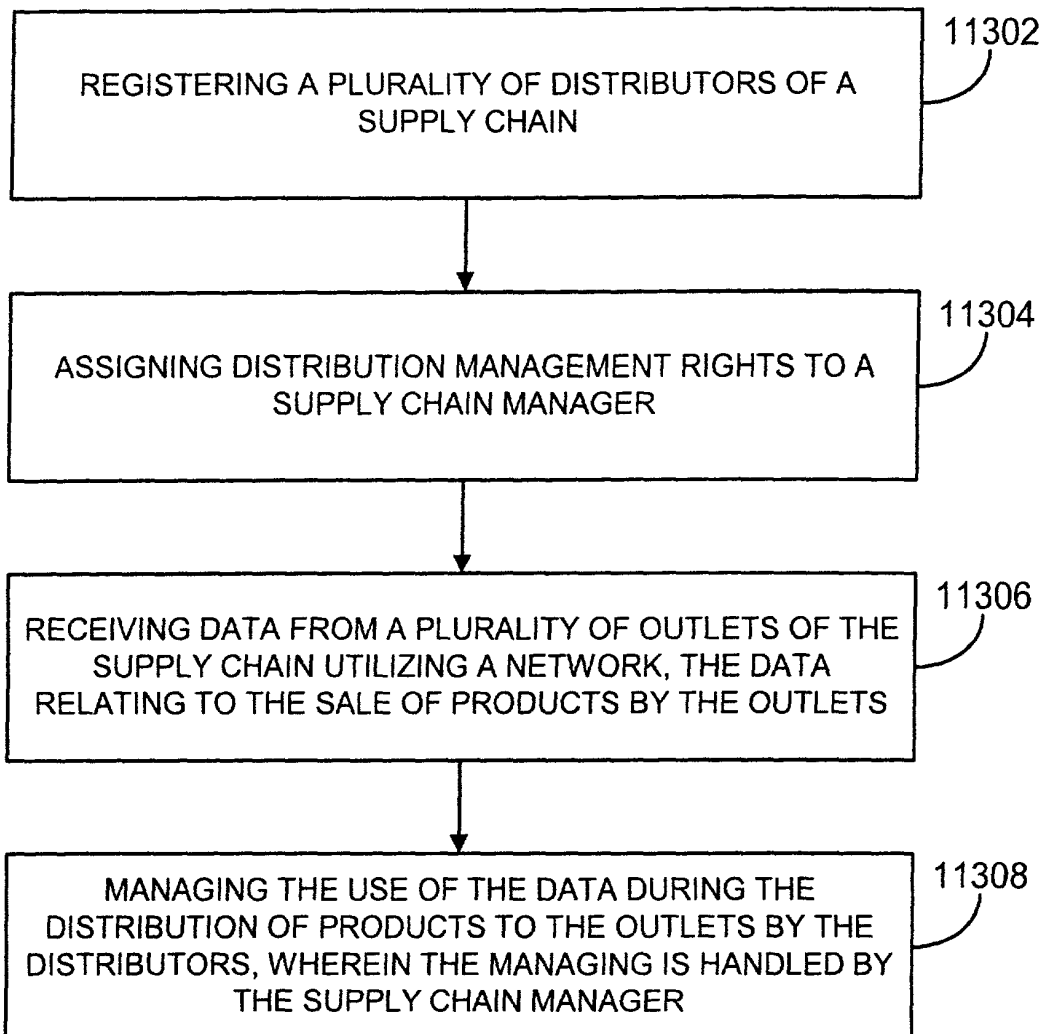 11302
REGISTERING A PLURALITY OF DISTRIBUTORS OF A
SUPPLY CHAIN
11304
ASSIGNING DISTRIBUTION MANAGEMENT RIGHTS TO A
SUPPLY CHAIN MANAGER
11306
RECEIVING DATA FROM A PLURALITY OF OUTLETS OF THE
SUPPLY CHAIN UTILIZING A NETWORK, THE DATA
RELATING TO THE SALE OF PRODUCTS BY THE OUTLETS
11308
MANAGING THE USE OF THE DATA DURING THE
DISTRIBUTION OF PRODUCTS TO THE OUTLETS BY THE
DISTRIBUTORS, WHEREIN THE MANAGING IS HANDLED BY
THE SUPPLY CHAIN MANAGER